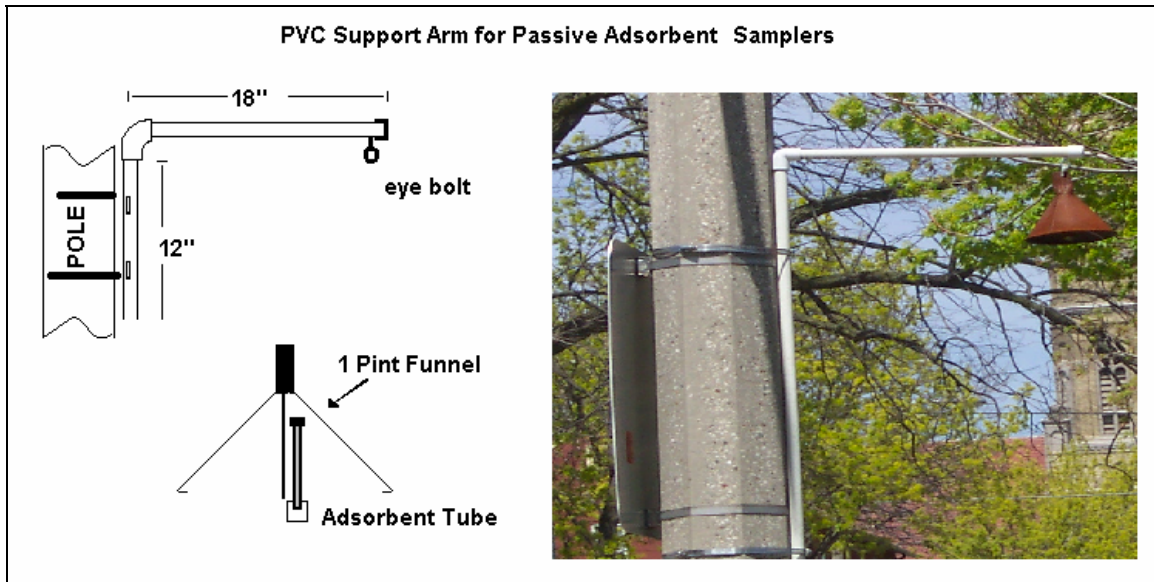 PVC Support Arm for Passive Adsorbent Samplers
18"
eye bolt
POLE
12"
1 Pint Funnel
Adsorbent Tube